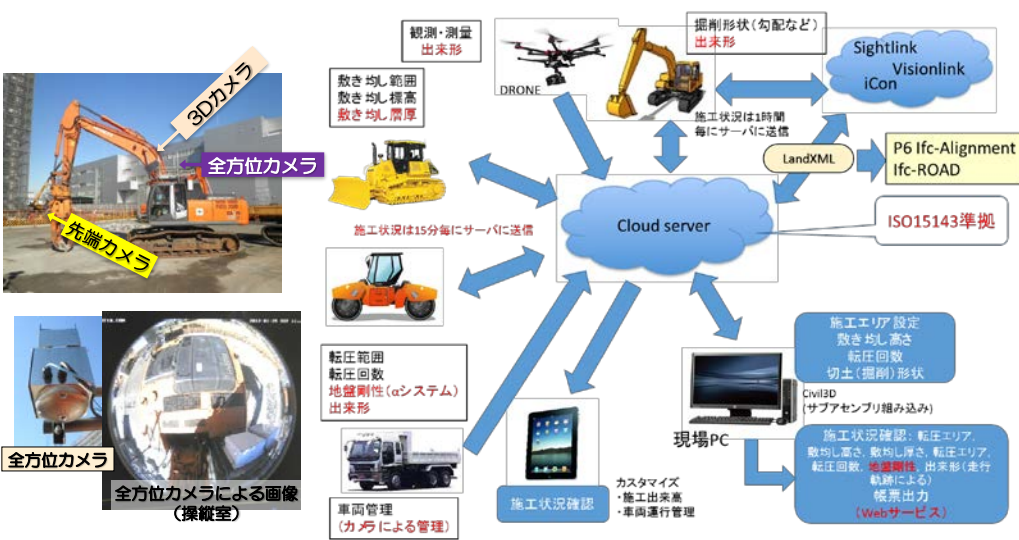 3Dカメラ
全方位カメラ
先端カメラ
全方位カメラ
全方位カメラによる画像
(操縦室)
観測・測量
出来形
DRONE
掘削形状(勾配など)
出来形
Sightlink
Visionlink
iCon
施工状況は1時間
毎にサーバに送信
LandXML
P6 Ifc-Alignment
Ifc-ROAD
敷き均し範囲
敷き均し標高
敷き均し層厚
Cloud server
ISO15143準拠
施工状況は15分毎にサーバに送信
転圧範囲
転圧回数
地盤剛性(αシステム)
出来形
車両管理
(カメラによる管理)
施工状況確認
カスタマイズ
・施工出来高
・車両運行管理
現場PC
施工エリア設定
敷き均し高さ
転圧回数
切土(掘削)形状
Civil3D
(サブアセンブリ組み込み)
施工状況確認: 転圧エリア,
敷均し高さ, 敷均し厚さ, 転圧エリア,
転圧回数, 地盤剛性, 出来形(走行
軌跡による)
帳票出力
(Webサービス)